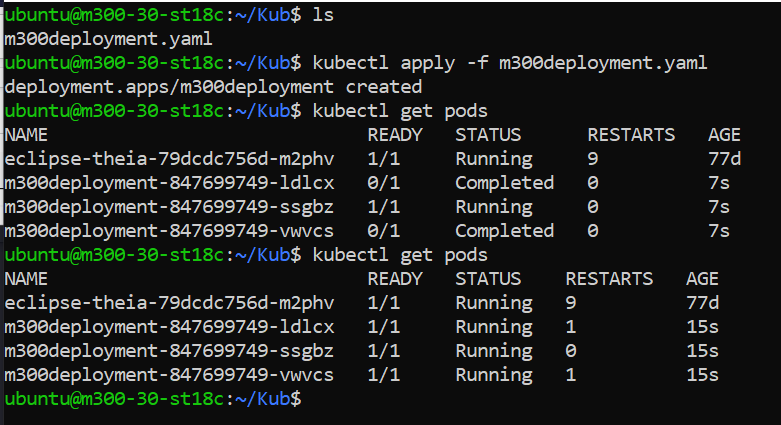 ubuntu@m300-30-st18c:~/Kub$ ls
m300deployment.yaml
ubuntu@m300-30-st18c:~/Kub$ kubectl apply -f m300deployment.yaml
deployment.apps/m300deployment created
ubuntu@m300-30-st18c:~/Kub$ kubectl get pods
NAME READY STATUS RESTARTS AGE
eclipse-theia-79dcdc756d-m2phv 1/1 Running 9 77d
m300deployment-847699749-ldlcx 0/1 Completed 0 7s
m300deployment-847699749-ssgbz 1/1 Running 0 7s
m300deployment-847699749-vwvcs 0/1 Completed 0 7s
ubuntu@m300-30-st18c:~/Kub$ kubectl get pods
NAME READY STATUS RESTARTS AGE
eclipse-theia-79dcdc756d-m2phv 1/1 Running 9 77d
m300deployment-847699749-ldlcx 1/1 Running 1 15s
m300deployment-847699749-ssgbz 1/1 Running 0 15s
m300deployment-847699749-vwvcs 1/1 Running 1 15s
ubuntu@m300-30-st18c:~/Kub$